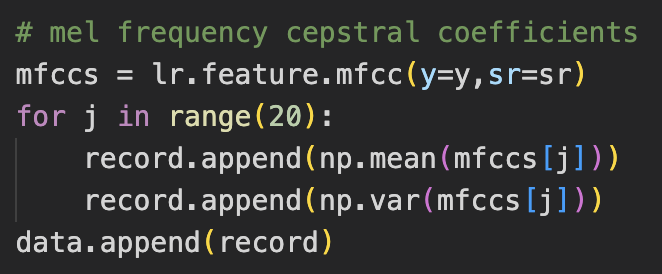 # mel frequency cepstral coefficients
mfccs = lr.feature.mfcc(y=y,sr=sr)
for j in range(20):
    record.append(np.mean(mfccs[j]))
    record.append(np.var(mfccs[j]))
data.append(record)